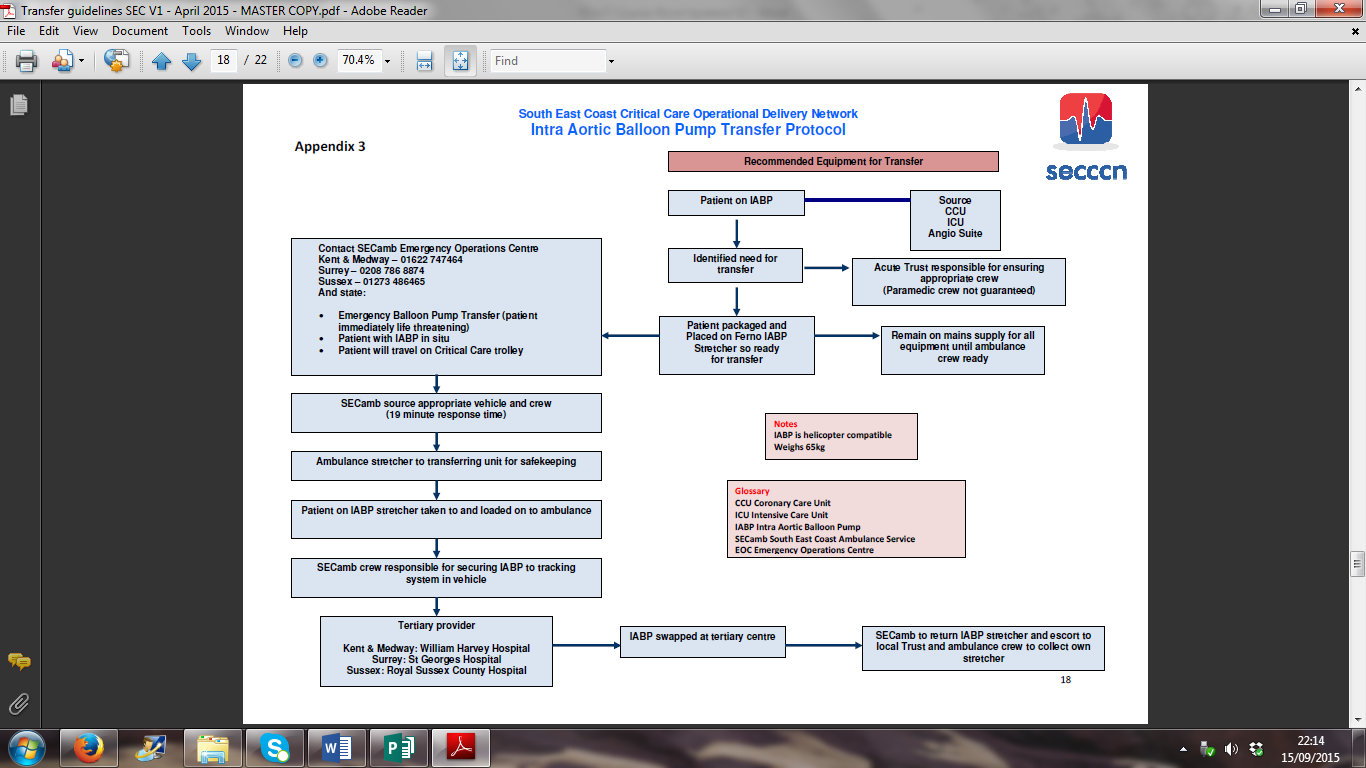 Transfer guidelines SEC V1 - April 2015 - MASTER COPY.pdf - Adobe Reader
File Edit View Document Tools Window Help
18 / 22 70.4% Find
South East Coast Critical Care Operational Delivery Network
Intra Aortic Balloon Pump Transfer Protocol
Appendix 3
secccn
Recommended Equipment for Transfer
Patient on IABP
Source
CCU
ICU
Angio Suite
Identified need for
transfer
Acute Trust responsible for ensuring
appropriate crew
(Paramedic crew not guaranteed)
Patient packaged and
Placed on Ferno IABP
Stretcher so ready
for transfer
Remain on mains supply for all
equipment until ambulance
crew ready
Contact SECamb Emergency Operations Centre
Kent & Medway – 01622 747464
Surrey – 0208 786 8874
Sussex – 01273 486465
And state:
• Emergency Balloon Pump Transfer (patient
immediately life threatening)
• Patient with IABP in situ
• Patient will travel on Critical Care trolley
SECamb source appropriate vehicle and crew
(19 minute response time)
Ambulance stretcher to transferring unit for safekeeping
Patient on IABP stretcher taken to and loaded on to ambulance
SECamb crew responsible for securing IABP to tracking
system in vehicle
Notes
IABP is helicopter compatible
Weighs 65kg
Glossary
CCU Coronary Care Unit
ICU Intensive Care Unit
IABP Intra Aortic Balloon Pump
SECamb South East Coast Ambulance Service
EOC Emergency Operations Centre
Tertiary provider
Kent & Medway: William Harvey Hospital
Surrey: St Georges Hospital
Sussex: Royal Sussex County Hospital
IABP swapped at tertiary centre
SECamb to return IABP stretcher and escort to
local Trust and ambulance crew to collect own
stretcher
18
22:14
15/09/2015